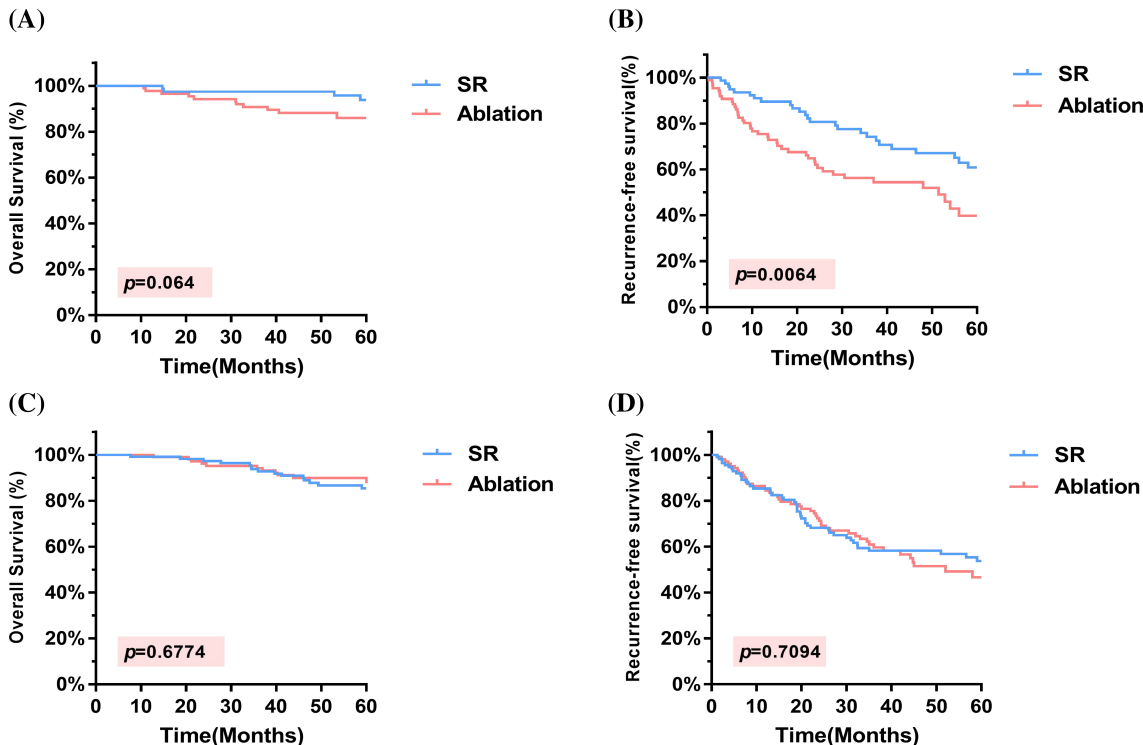 (A)
Overall Survival (%)
100%
80%
60%
40%
20%
0%
0 10 20 30 40 50 60
Time(Months)
SR
Ablation
p=0.064
(B)
Recurrence-free survival(%)
100%
80%
60%
40%
20%
0%
0 10 20 30 40 50 60
Time(Months)
SR
Ablation
p=0.0064
(C)
Overall Survival (%)
100%
80%
60%
40%
20%
0%
0 10 20 30 40 50 60
Time(Months)
SR
Ablation
p=0.6774
(D)
Recurrence-free survival(%)
100%
80%
60%
40%
20%
0%
0 10 20 30 40 50 60
Time(Months)
SR
Ablation
p=0.7094